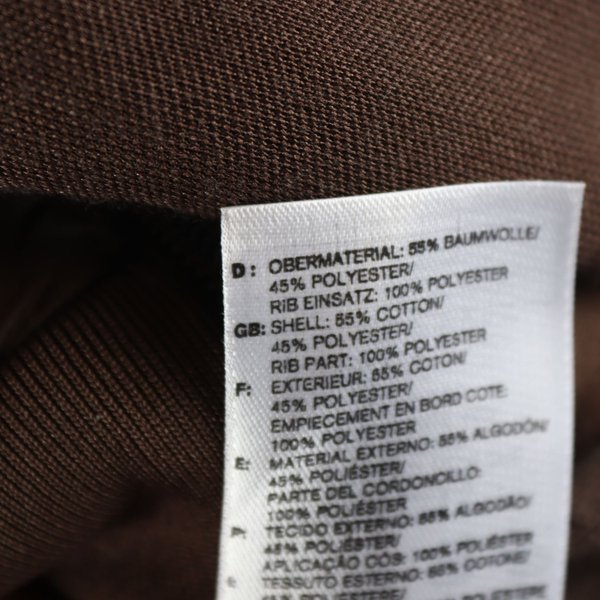 D: OBERMATERIAL: 55% BAUMWOLLE/
45% POLYESTER/
RIB EINSATZ: 100% POLYESTER
GB: SHELL: 55% COTTON/
45% POLYESTER/
RIB PART: 100% POLYESTER
F: EXTERIEUR: 55% COTON/
45% POLYESTER/
EMPIECEMENT EN BORD COTE:
100% POLYESTER
E: MATERIAL EXTERNO: 55% ALGODÓN/
45% POLIÉSTER/
PARTE DEL CORDONCILLO:
100% POLIÉSTER
P: TECIDO EXTERNO: 55% ALGODÃO/
45% POLIÉSTER/
APLICAÇÃO CÓS: 100% POLIÉSTER
TESSUTO ESTERNO: 55% COTONE/